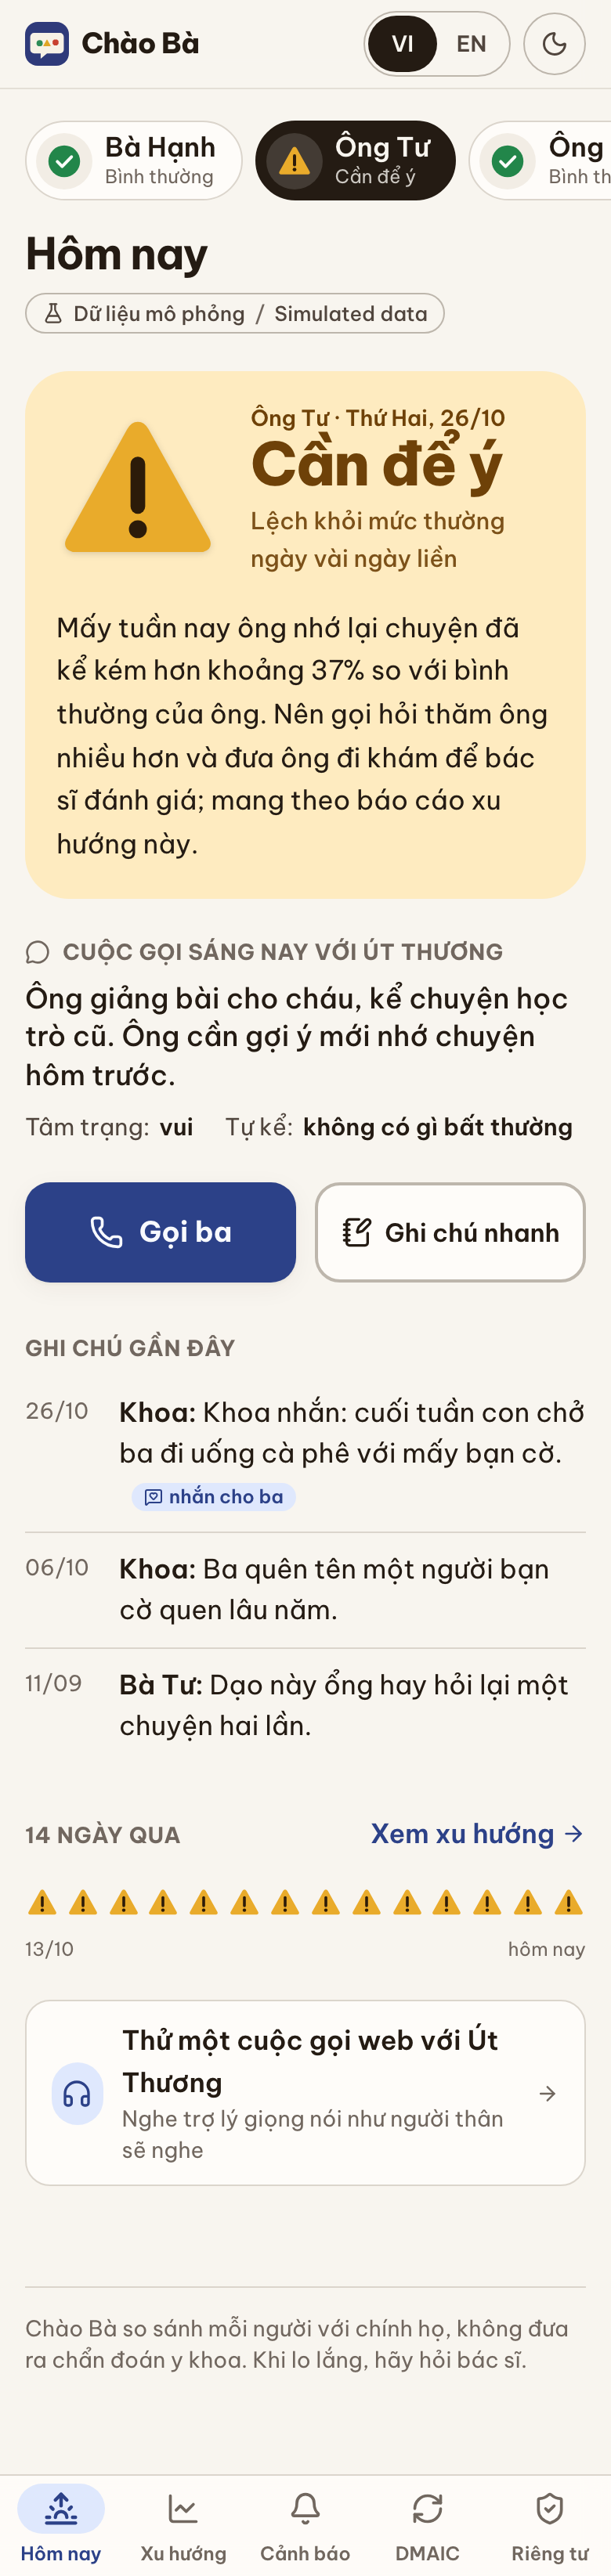 Chào Bà
VI EN
Bà Hạnh
Bình thường
Ông Tư
Cần để ý
Ông
Bình th
Hôm nay
Dữ liệu mô phỏng / Simulated data
Ông Tư · Thứ Hai, 26/10
Cần để ý
Lệch khỏi mức thường
ngày vài ngày liền
Mấy tuần nay ông nhớ lại chuyện đã
kể kém hơn khoảng 37% so với bình
thường của ông. Nên gọi hỏi thăm ông
nhiều hơn và đưa ông đi khám để bác
sĩ đánh giá; mang theo báo cáo xu
hướng này.
CUỘC GỌI SÁNG NAY VỚI ÚT THƯƠNG
Ông giảng bài cho cháu, kể chuyện học
trò cũ. Ông cần gợi ý mới nhớ chuyện
hôm trước.
Tâm trạng: vui Tự kể: không có gì bất thường
Gọi ba
Ghi chú nhanh
GHI CHÚ GẦN ĐÂY
26/10 Khoa: Khoa nhắn: cuối tuần con chở
ba đi uống cà phê với mấy bạn cờ.
nhắn cho ba
06/10 Khoa: Ba quên tên một người bạn
cờ quen lâu năm.
11/09 Bà Tư: Dạo này ổng hay hỏi lại một
chuyện hai lần.
14 NGÀY QUA Xem xu hướng →
13/10 hôm nay
Thử một cuộc gọi web với Út
Thương
Nghe trợ lý giọng nói như người thân
sẽ nghe
Chào Bà so sánh mỗi người với chính họ, không đưa
ra chẩn đoán y khoa. Khi lo lắng, hãy hỏi bác sĩ.
Hôm nay Xu hướng Cảnh báo DMAIC Riêng tư